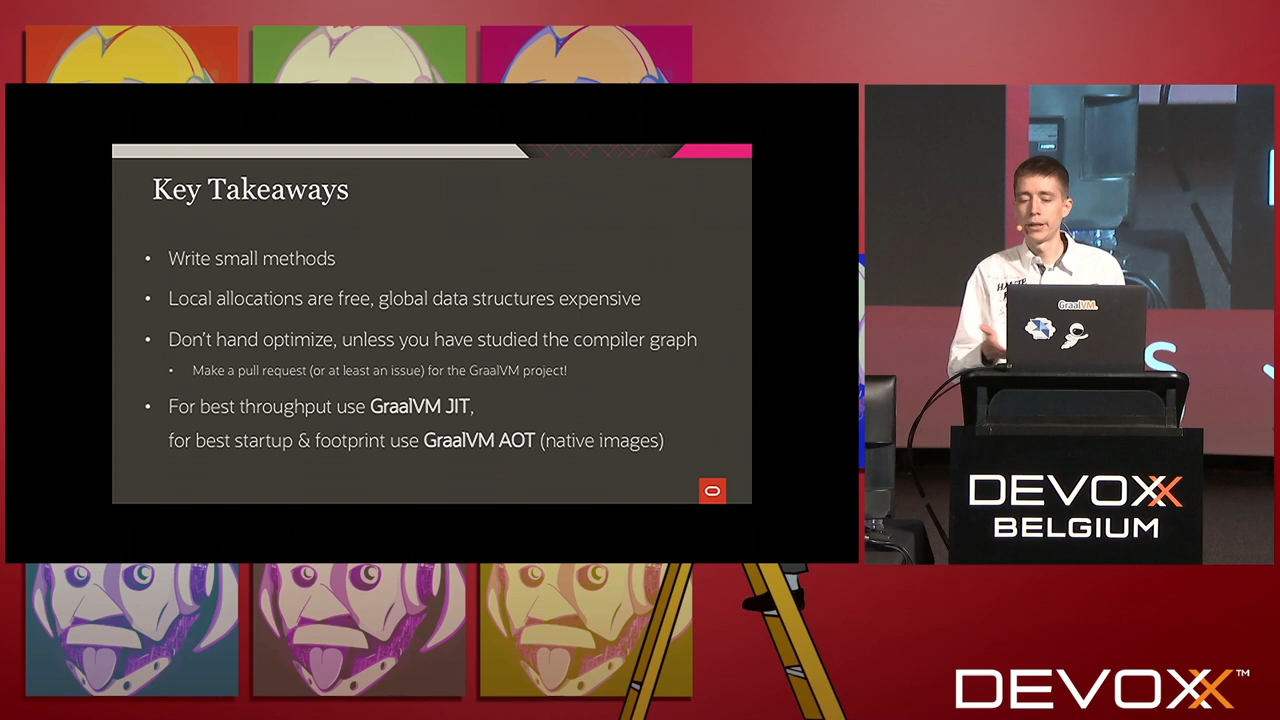 Key Takeaways
• Write small methods
• Local allocations are free, global data structures expensive
• Don't hand optimize, unless you have studied the compiler graph
• Make a pull request (or at least an issue) for the GraalVM project!
• For best throughput use GraalVM JIT,
for best startup & footprint use GraalVM AOT (native images)
GraalVM.
S
DEVOXX
BELGIUM
DEVOXX™